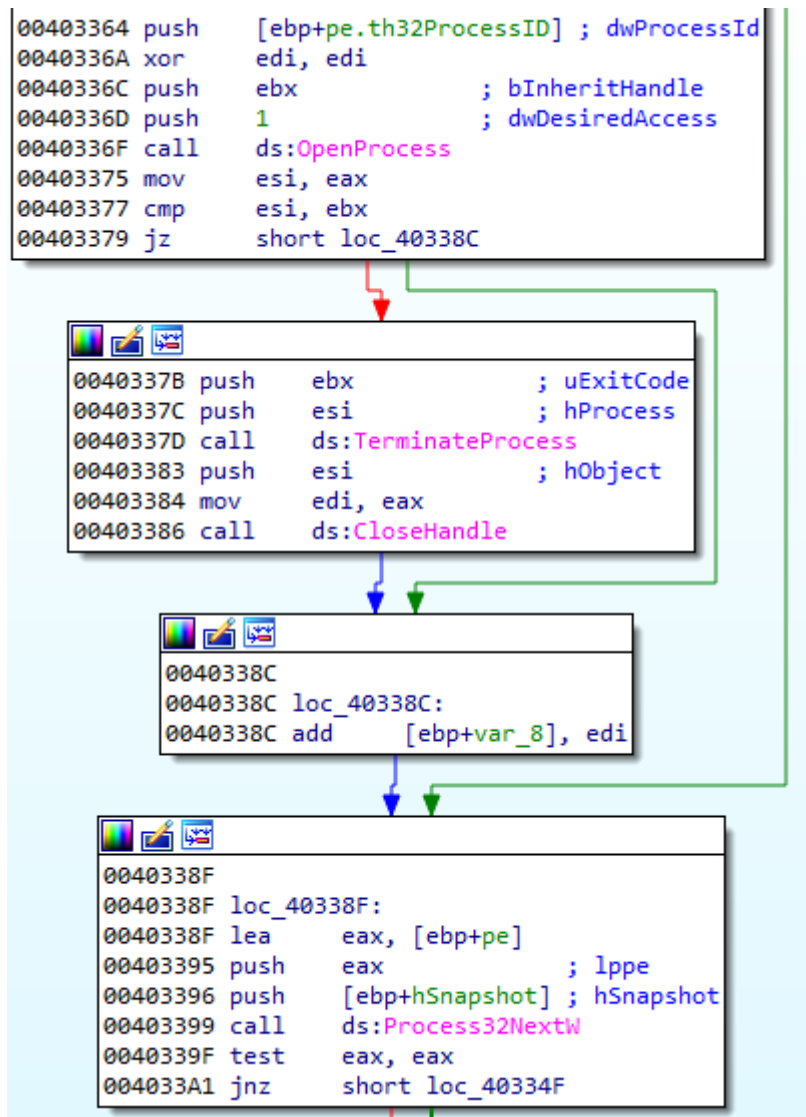 00403364 push [ebp+pe.th32ProcessID] ; dwProcessId
0040336A xor edi, edi
0040336C push ebx ; bInheritHandle
0040336D push 1 ; dwDesiredAccess
0040336F call ds:OpenProcess
00403375 mov esi, eax
00403377 cmp esi, ebx
00403379 jz short loc_40338C
0040337B push ebx ; uExitCode
0040337C push esi ; hProcess
0040337D call ds:TerminateProcess
00403383 push esi ; hObject
00403384 mov edi, eax
00403386 call ds:CloseHandle
0040338C
0040338C loc_40338C:
0040338C add [ebp+var_8], edi
0040338F
0040338F loc_40338F:
0040338F lea eax, [ebp+pe]
00403395 push eax ; lppe
00403396 push [ebp+hSnapshot] ; hSnapshot
00403399 call ds:Process32NextW
0040339F test eax, eax
004033A1 jnz short loc_40334F